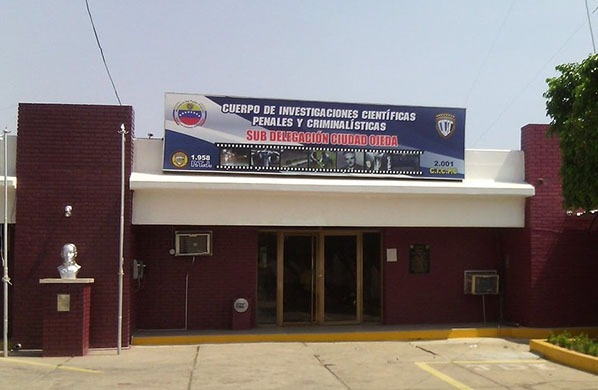 CUERPO DE INVESTIGACIONES CIENTÍFICAS
PENALES Y CRIMINALÍSTICAS
SUB DELEGACIÓN CIUDAD OJEDA
1.958
2.001
C.I.C.P.C